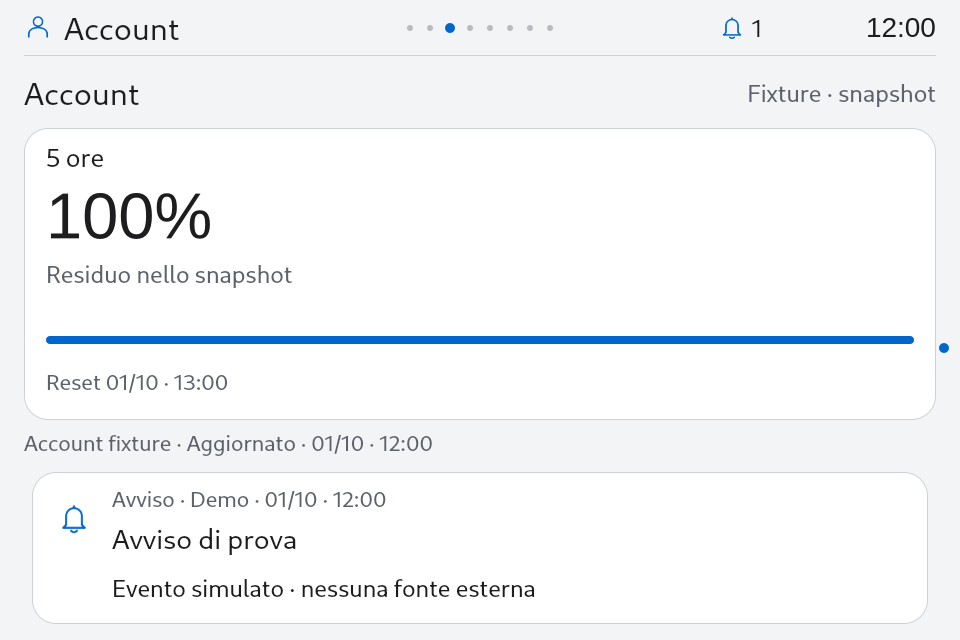 Account
1
12:00
Account
Fixture · snapshot
5 ore
100%
Residuo nello snapshot
Reset 01/10 · 13:00
Account fixture · Aggiornato · 01/10 · 12:00
Avviso · Demo · 01/10 · 12:00
Avviso di prova
Evento simulato · nessuna fonte esterna